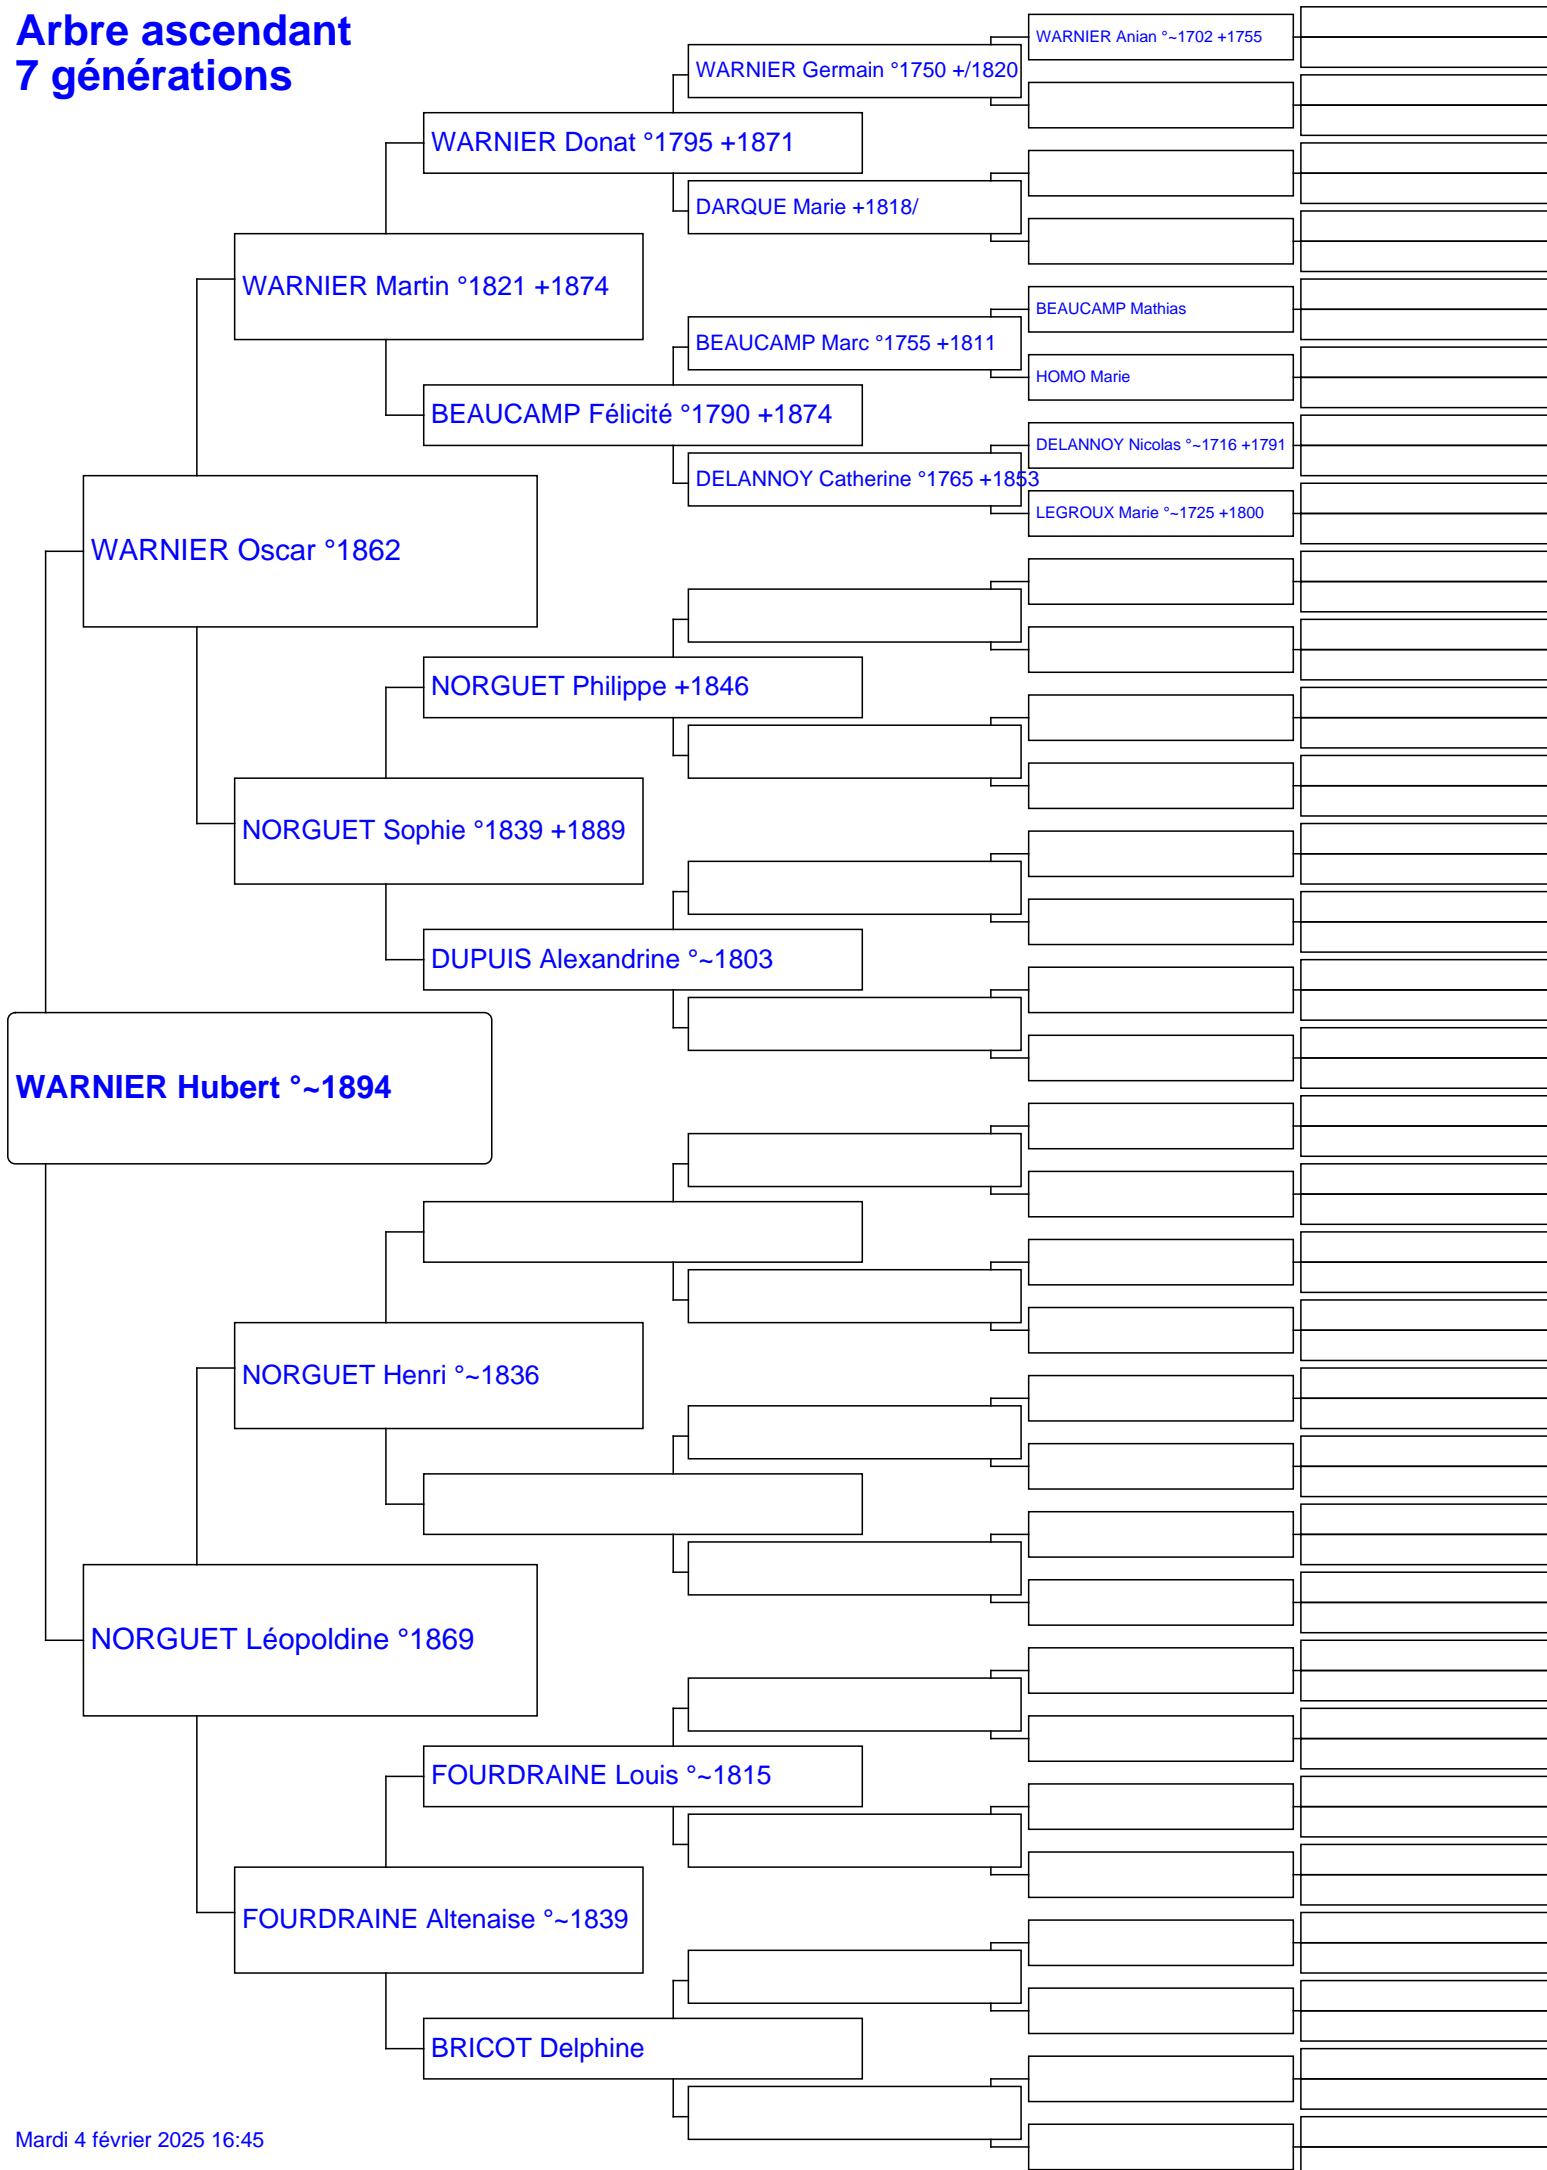 Arbre ascendant
7 générations
WARNIER Anian °~1702 +1755
WARNIER Germain °1750 +/1820
WARNIER Donat °1795 +1871
DARQUE Marie +1818/
WARNIER Martin °1821 +1874
BEAUCAMP Mathias
BEAUCAMP Marc °1755 +1811
HOMO Marie
BEAUCAMP Félicité °1790 +1874
DELANNOY Nicolas °~1716 +1791
DELANNOY Catherine °1765 +1853
LEGROUX Marie °~1725 +1800
WARNIER Oscar °1862
NORGUET Philippe +1846
NORGUET Sophie °1839 +1889
DUPUIS Alexandrine °~1803
WARNIER Hubert °~1894
NORGUET Henri °~1836
NORGUET Léopoldine °1869
FOURDRAINE Louis °~1815
FOURDRAINE Altenaise °~1839
BRICOT Delphine
Mardi 4 février 2025 16:45